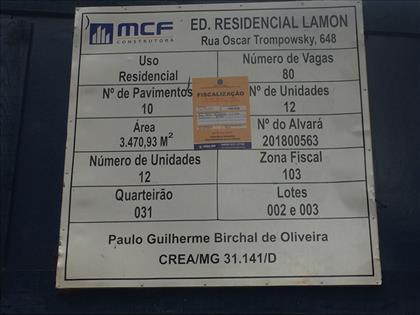 MCF
CONSTRUTORA
ED. RESIDENCIAL LAMON
Rua Oscar Trompowsky, 648
Uso
Residencial
Número de Vagas
80
Nº de Pavimentos
10
Nº de Unidades
12
Área
3.470,93 M²
Nº do Alvará
201800563
Número de Unidades
12
Zona Fiscal
103
Quarteirão
031
Lotes
002 e 003
Paulo Guilherme Birchal de Oliveira
CREA/MG 31.141/D
FISCALIZAÇÃO